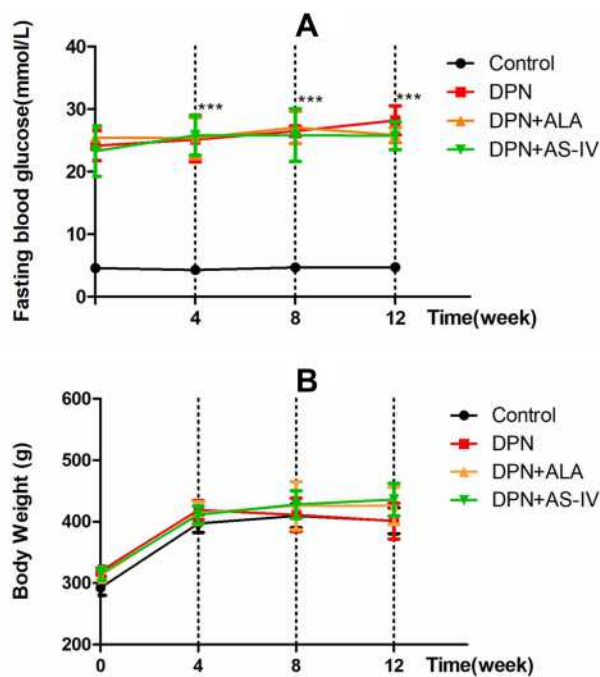 A
Fasting blood glucose(mmol/L)
40
30
20
10
0
***
***
***
4
8
12
Time(week)
Control
DPN
DPN+ALA
DPN+AS-IV
B
Body Weight (g)
600
500
400
300
200
0
4
8
12
Time(week)
Control
DPN
DPN+ALA
DPN+AS-IV